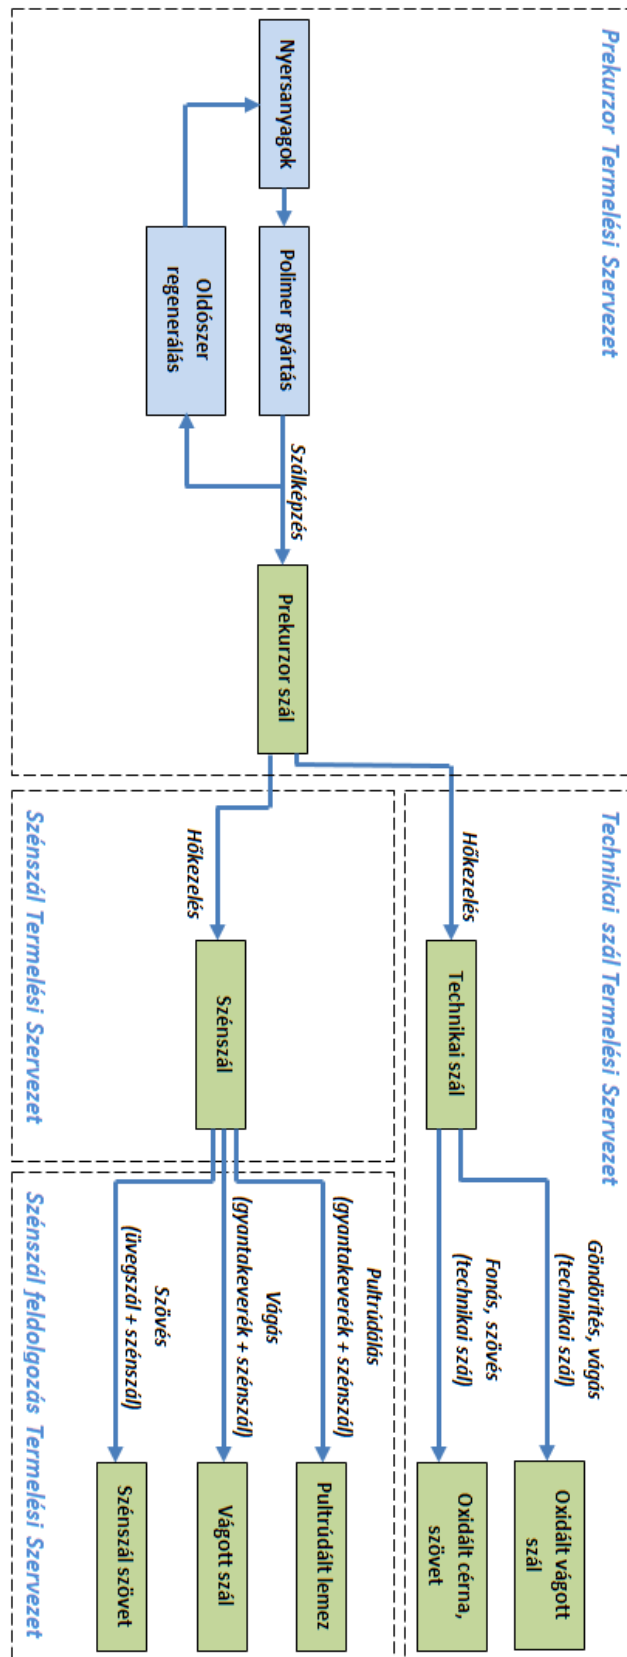 Prekurzor Termelési Szervezet
Nyersanyagok
Polimer gyártás
Oldószer
regenerálás
Szálképzés
Prekurzor szál
Technikai szál Termelési Szervezet
Hőkezelés
Technikai szál
Göndörítés, vágás
(technikai szál)
Oxidált vágott
szál
Fonás, szövés
(technikai szál)
Oxidált cérna,
szövet
Szénszál Termelési Szervezet
Hőkezelés
Szénszál
Szénszál feldolgozás Termelési Szervezet
Pultrúdálás
(gyantakeverék + szénszál)
Pultrúdált lemez
Vágás
(gyantakeverék + szénszál)
Vágott szál
Szövés
(üvegszál + szénszál)
Szénszál szövet